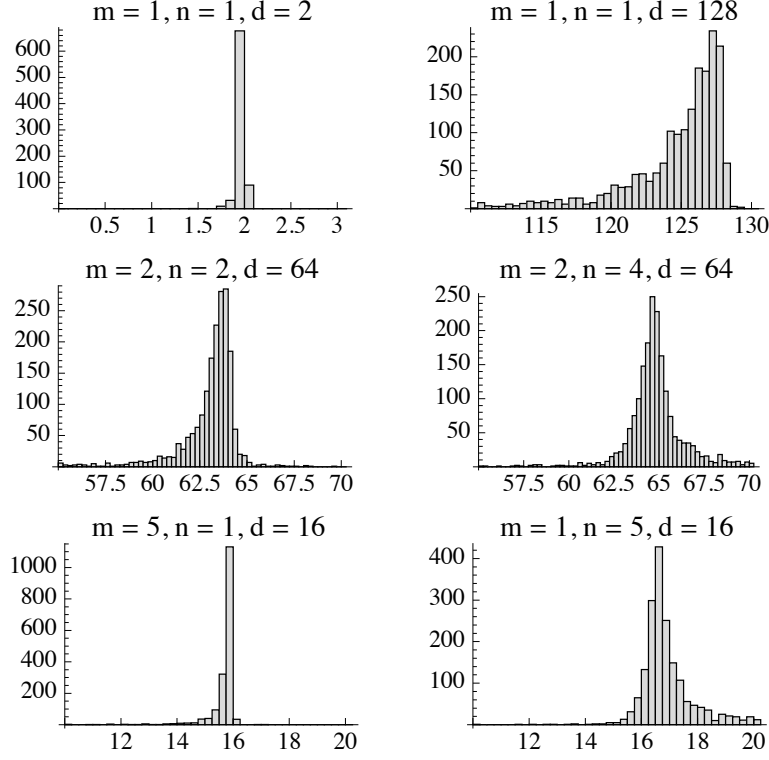 m = 1, n = 1, d = 2
600
500
400
300
200
100
0.5 1 1.5 2 2.5 3
m = 1, n = 1, d = 128
200
150
100
50
115 120 125 130
m = 2, n = 2, d = 64
250
200
150
100
50
57.5 60 62.5 65 67.5 70
m = 2, n = 4, d = 64
250
200
150
100
50
57.5 60 62.5 65 67.5 70
m = 5, n = 1, d = 16
1000
800
600
400
200
12 14 16 18 20
m = 1, n = 5, d = 16
400
300
200
100
12 14 16 18 20